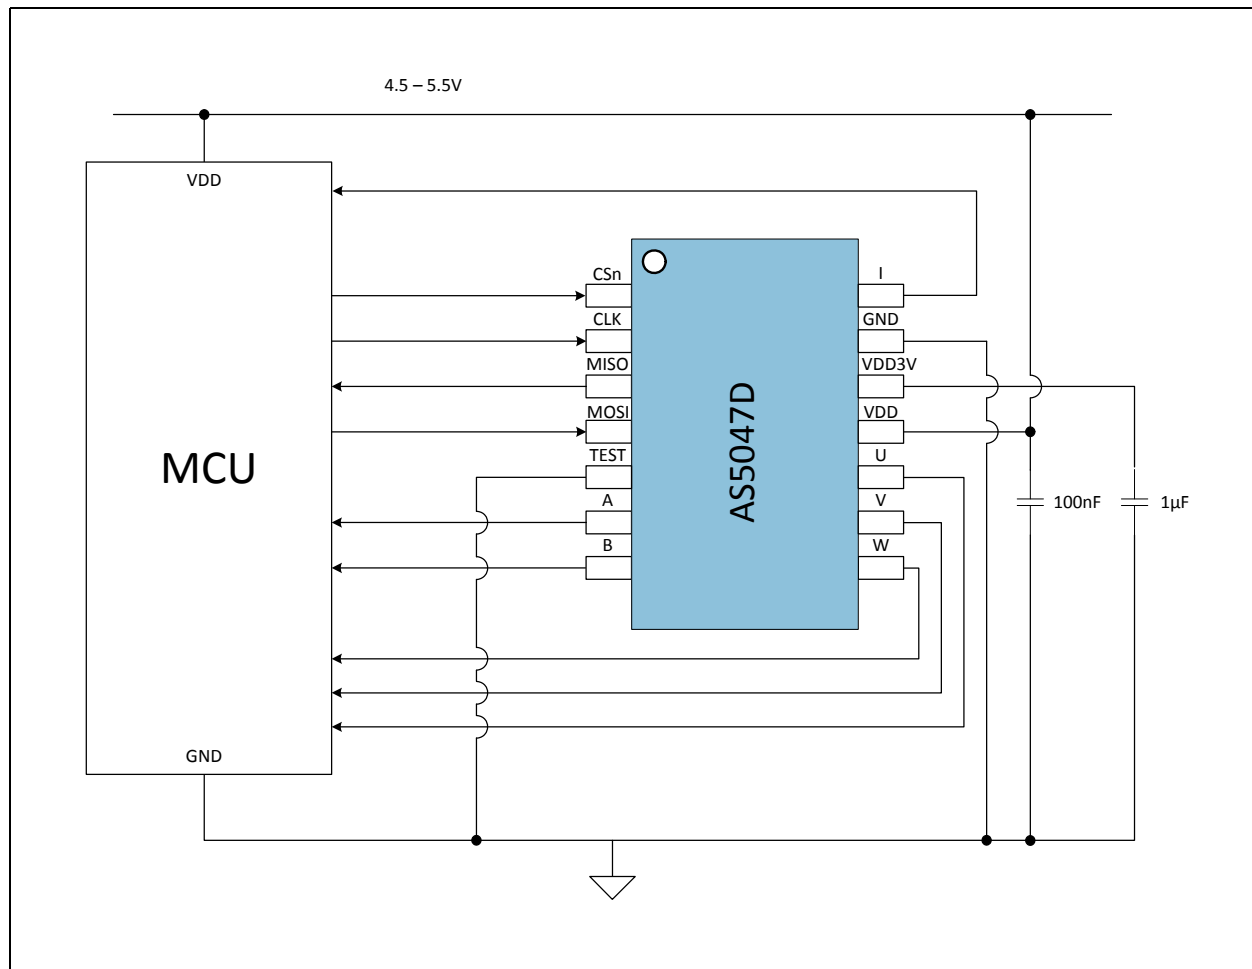 4.5 – 5.5V
VDD
MCU
GND
CSn
CLK
MISO
MOSI
TEST
A
B
AS5047D
I
GND
VDD3V
VDD
U
V
W
100nF
1µF